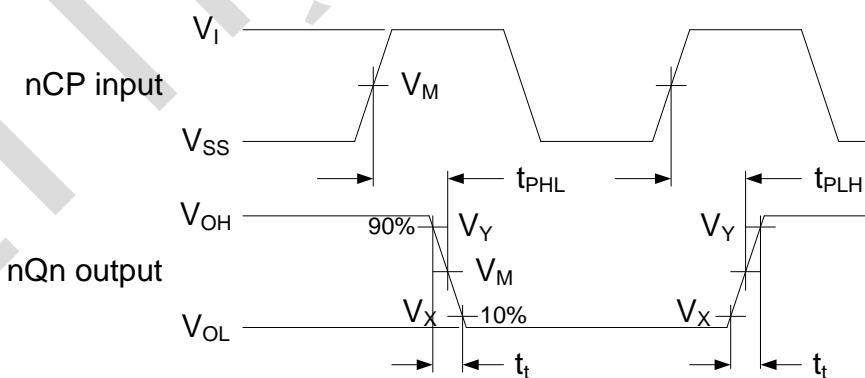 V_I
nCP input
V_M
V_SS
t_PHL
t_PLH
V_OH
90%
V_Y
V_Y
nQn output
V_M
V_X
10%
V_X
V_OL
t_t
t_t